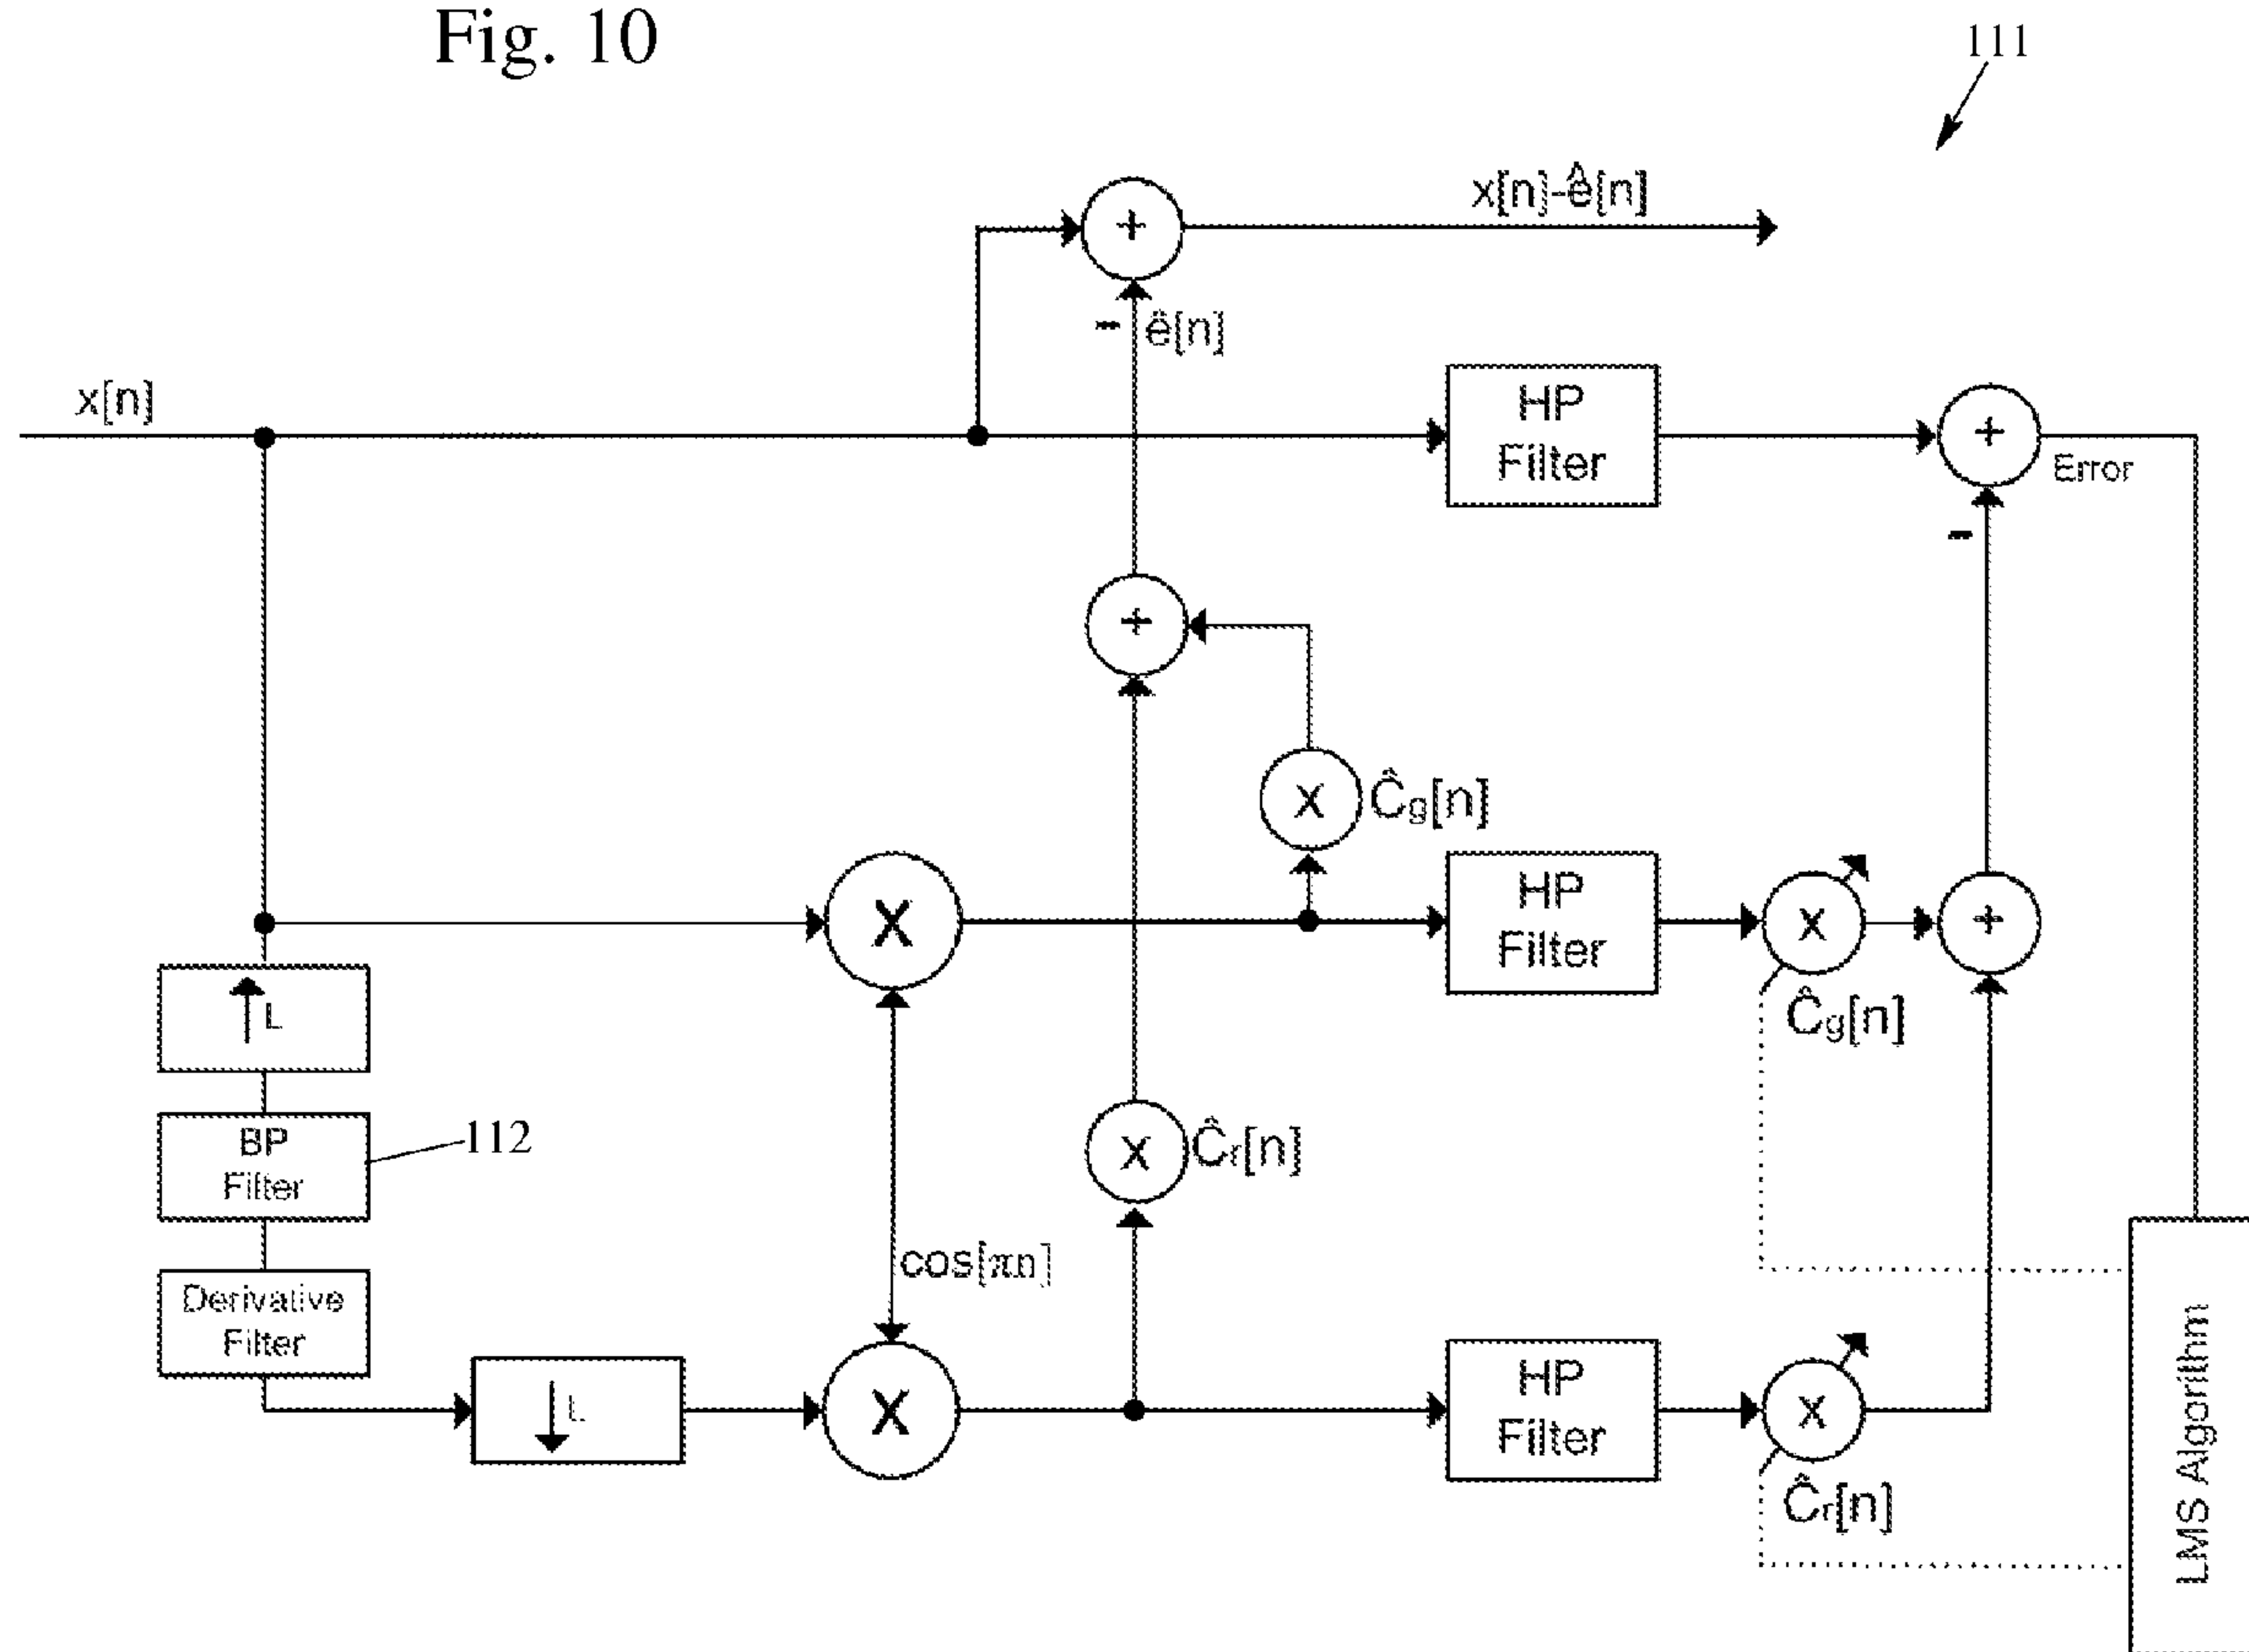 Fig. 10
111
x[n]-ê[n]
+
- ê[n]
x[n]
HP
Filter
+
Error
-
+
x
Ĉg[n]
X
HP
Filter
x
+
Ĉg[n]
↑L
BP
Filter
112
x
Ĉr[n]
cos[πn]
Derivative
Filter
↓L
X
HP
Filter
x
Ĉr[n]
LMS Algorithm